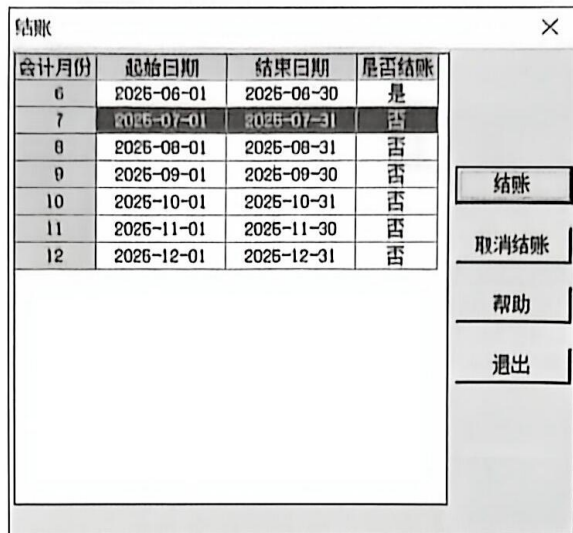 结账
会计月份 起始日期 结束日期 是否结账
6 2025-06-01 2025-06-30 是
7 2025-07-01 2025-07-31 否
8 2025-08-01 2025-08-31 否
9 2025-09-01 2025-09-30 否
10 2025-10-01 2025-10-31 否
11 2025-11-01 2025-11-30 否
12 2025-12-01 2025-12-31 否
结账
取消结账
帮助
退出